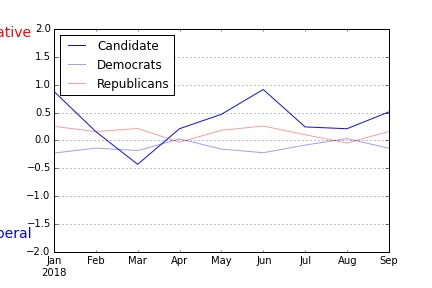 ative
2.0
1.5
1.0
0.5
0.0
−0.5
−1.0
−1.5
−2.0
Candidate
Democrats
Republicans
beral
Jan Feb Mar Apr May Jun Jul Aug Sep
2018